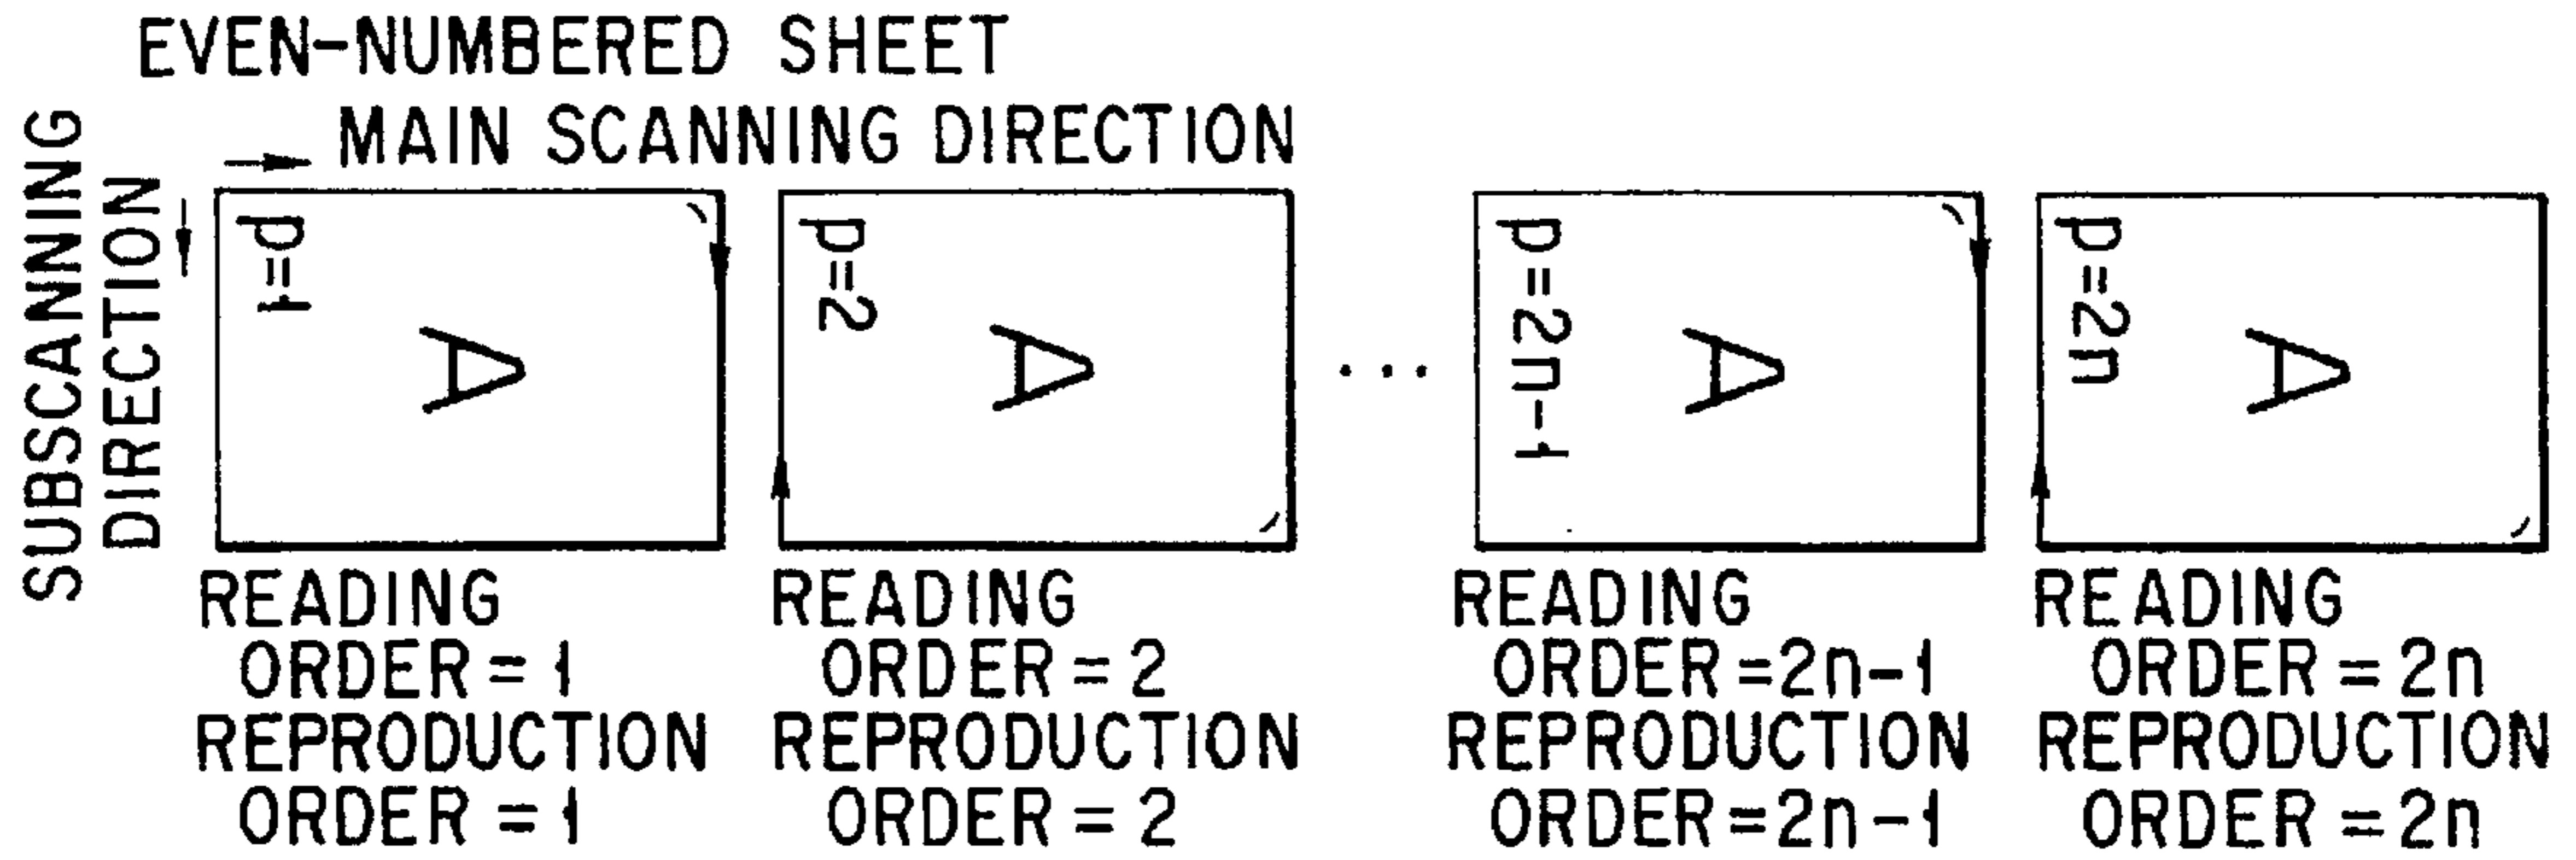 EVEN-NUMBERED SHEET
MAIN SCANNING DIRECTION
SUBSCANNING
DIRECTION
p=1
A
p=2
A
...
p=2n-1
A
p=2n
A
READING
ORDER = 1
REPRODUCTION
ORDER = 1
READING
ORDER = 2
REPRODUCTION
ORDER = 2
READING
ORDER =2n-1
REPRODUCTION
ORDER =2n-1
READING
ORDER = 2n
REPRODUCTION
ORDER = 2n